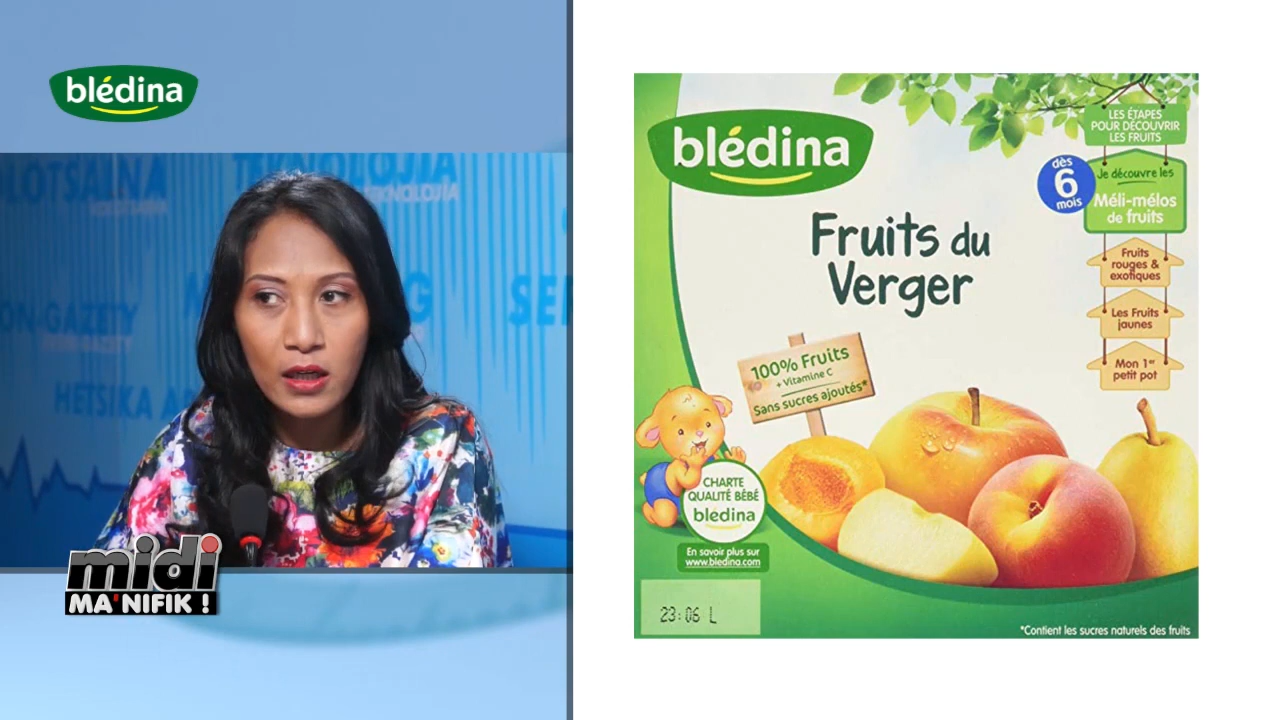 blédina
TEKNOLOJIA
midi
MA'NIFIK !
blédina
Fruits du
Verger
100% Fruits
+ Vitamine C
Sans sucres ajoutés*
CHARTE
QUALITÉ BÉBÉ
blédina
En savoir plus sur
www.bledina.com
23:06 L
LES ÉTAPES
POUR DÉCOUVRIR
LES FRUITS
dès
6
mois
Je découvre les
Méli-mélos
de fruits
Fruits
rouges &
exotiques
Les Fruits
jaunes
Mon 1er
petit pot
*Contient les sucres naturels des fruits